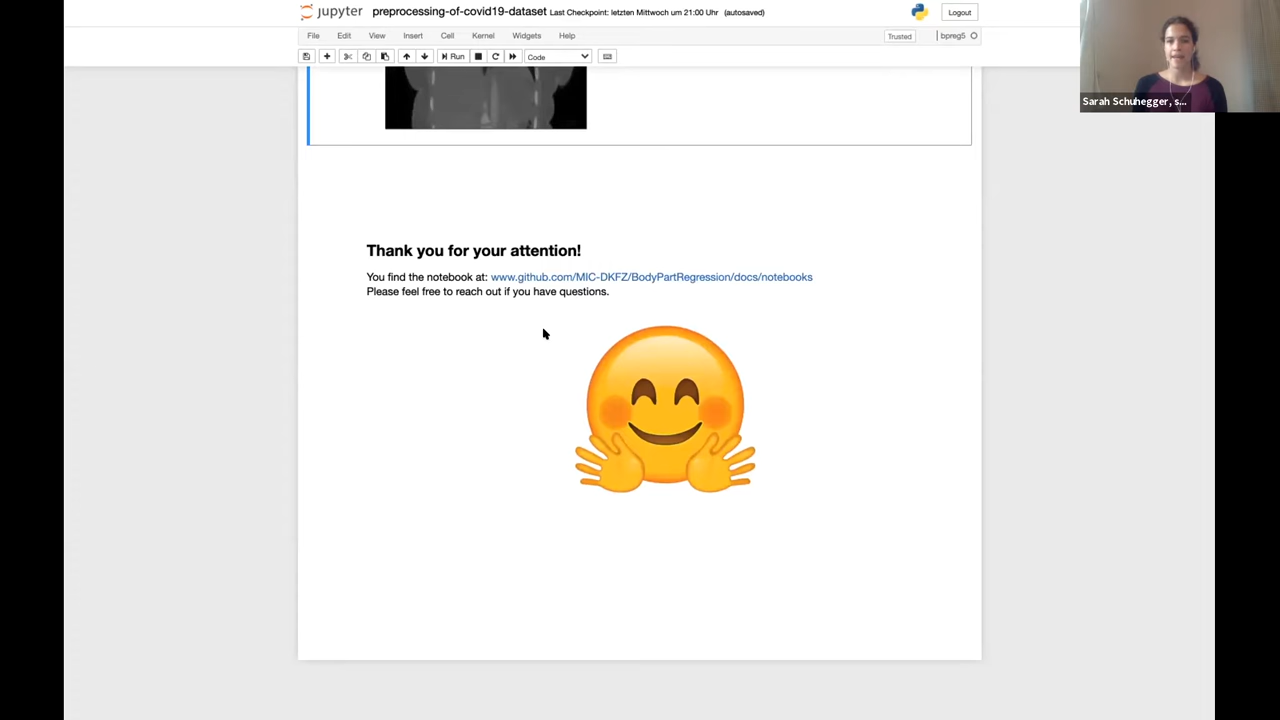 jupyter preprocessing-of-covid19-dataset Last Checkpoint: letzten Mittwoch um 21:00 Uhr (autosaved) Logout
File Edit View Insert Cell Kernel Widgets Help Trusted bpreg5
Run Code
Sarah Schuhegger, s...
Thank you for your attention!
You find the notebook at: www.github.com/MIC-DKFZ/BodyPartRegression/docs/notebooks
Please feel free to reach out if you have questions.